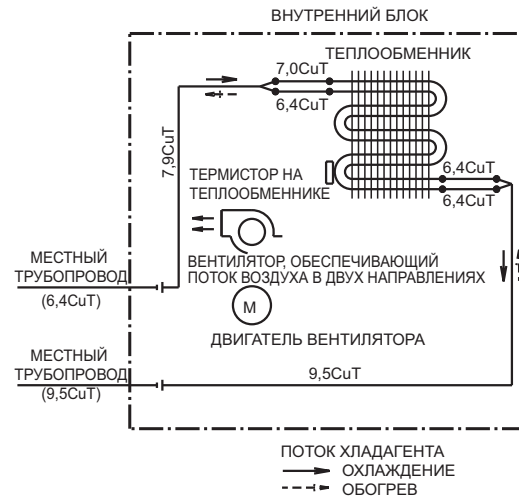 ВНУТРЕННИЙ БЛОК
ТЕПЛООБМЕННИК
7,0CuT
6,4CuT
7,9CuT
ТЕРМИСТОР НА
ТЕПЛООБМЕННИКЕ
6,4CuT
6,4CuT
ВЕНТИЛЯТОР, ОБЕСПЕЧИВАЮЩИЙ
ПОТОК ВОЗДУХА В ДВУХ НАПРАВЛЕНИЯХ
МЕСТНЫЙ
ТРУБОПРОВОД
(6,4CuT)
M
ДВИГАТЕЛЬ ВЕНТИЛЯТОРА
МЕСТНЫЙ
ТРУБОПРОВОД
(9,5CuT)
9,5CuT
ПОТОК ХЛАДАГЕНТА
ОХЛАЖДЕНИЕ
ОБОГРЕВ